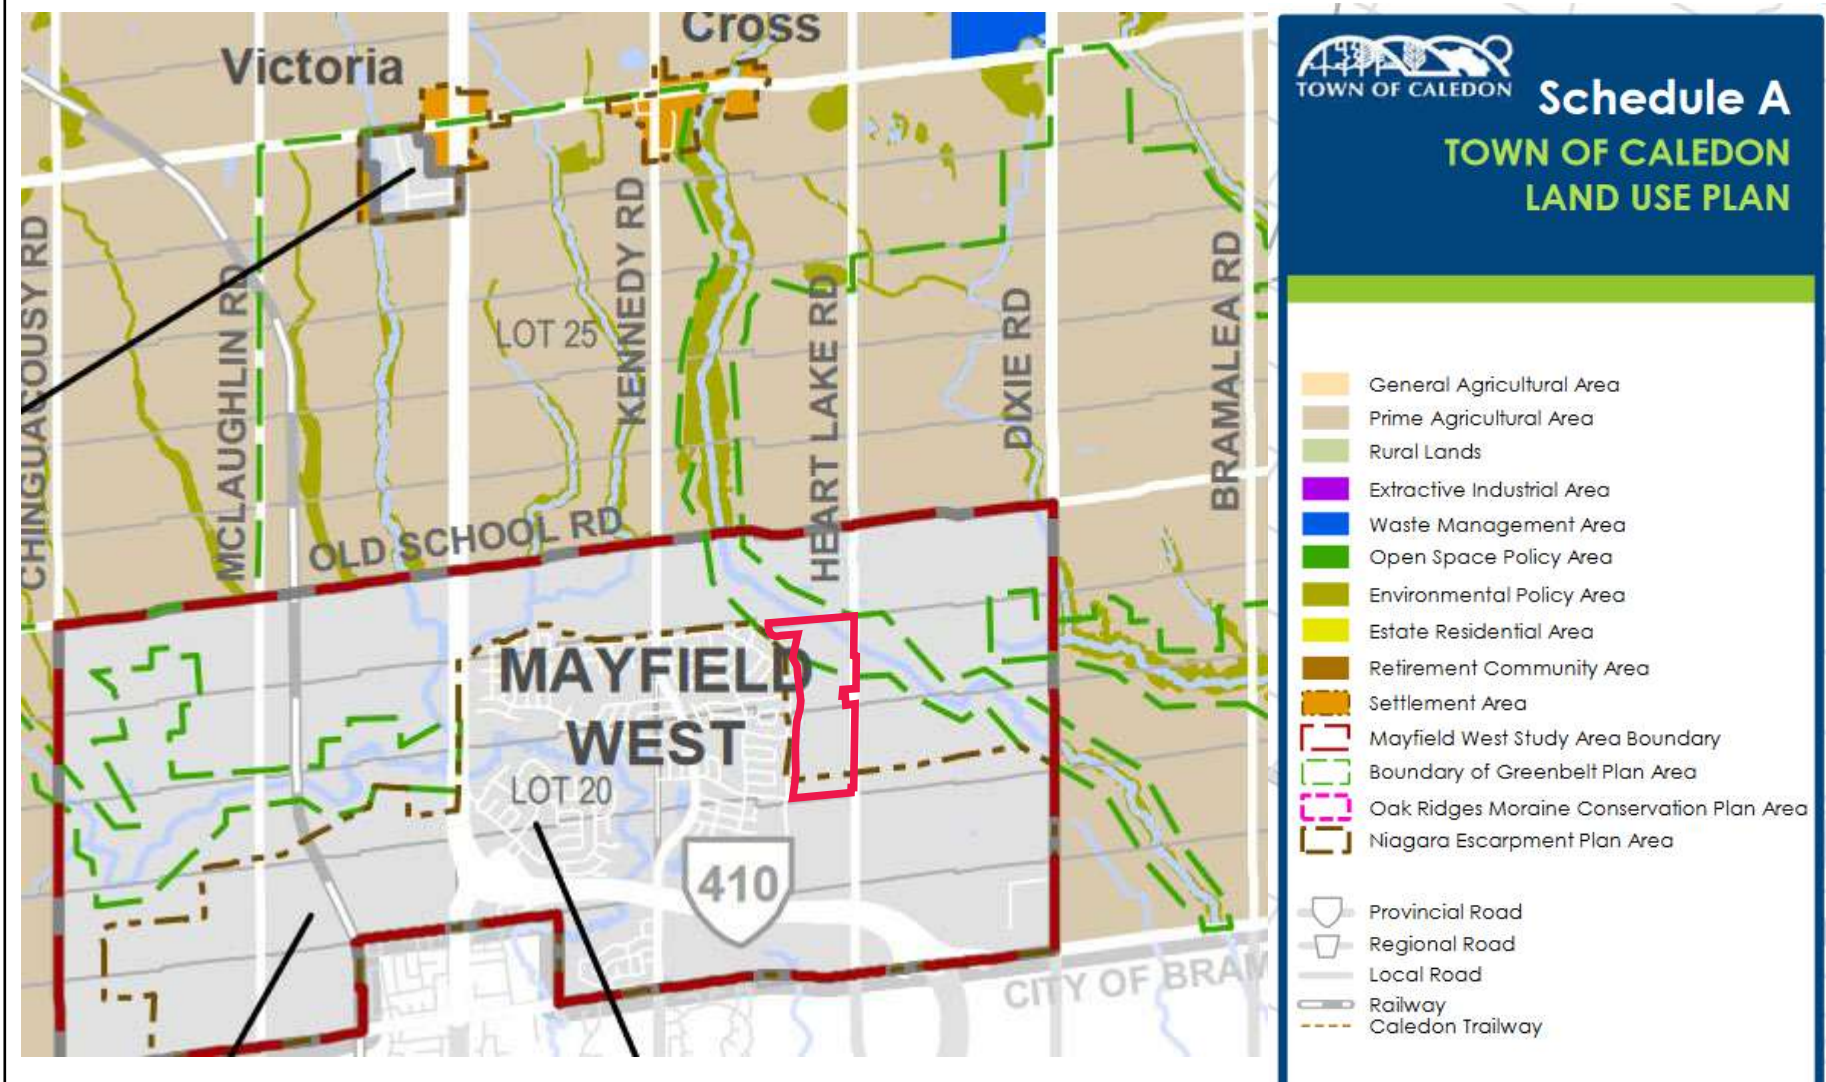 Victoria
Cross
CHINGUACOUSY RD
MCLAUGHLIN RD
KENNEDY RD
HEART LAKE RD
DIXIE RD
BRAMALEA RD
LOT 25
OLD SCHOOL RD
MAYFIELD
WEST
LOT 20
410
CITY OF BRAM
TOWN OF CALEDON
Schedule A
TOWN OF CALEDON
LAND USE PLAN
General Agricultural Area
Prime Agricultural Area
Rural Lands
Extractive Industrial Area
Waste Management Area
Open Space Policy Area
Environmental Policy Area
Estate Residential Area
Retirement Community Area
Settlement Area
Mayfield West Study Area Boundary
Boundary of Greenbelt Plan Area
Oak Ridges Moraine Conservation Plan Area
Niagara Escarpment Plan Area
Provincial Road
Regional Road
Local Road
Railway
Caledon Trailway